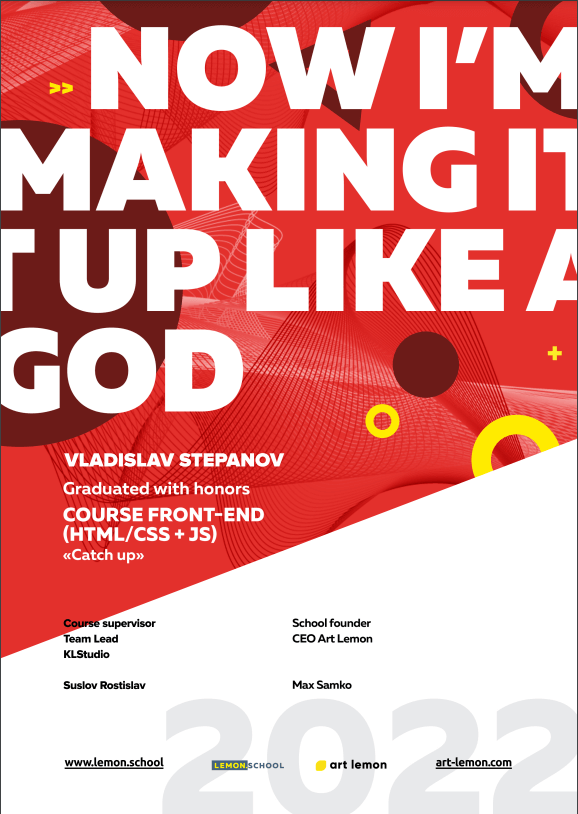 >> NOW I'M
MAKING IT
T UP LIKE A
GOD
+
VLADISLAV STEPANOV
Graduated with honors
COURSE FRONT-END
(HTML/CSS + JS)
«Catch up»
Course supervisor
Team Lead
KLStudio
Suslov Rostislav
School founder
CEO Art Lemon
Max Samko
2022
www.lemon.school
LEMON.SCHOOL
art lemon
art-lemon.com